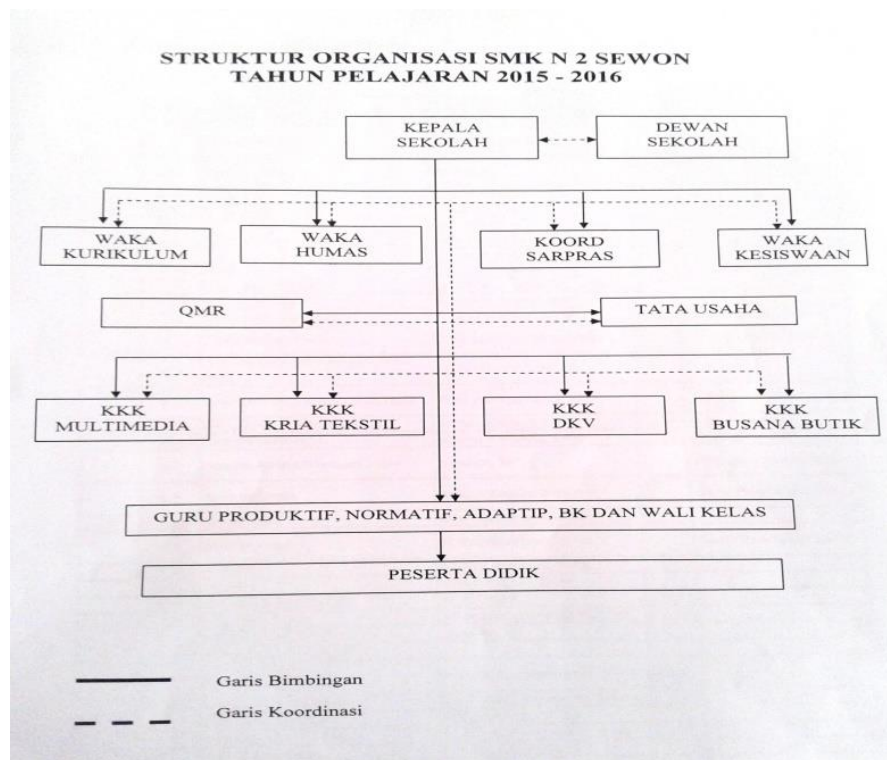 STRUKTUR ORGANISASI SMK N 2 SEWON
TAHUN PELAJARAN 2015 - 2016
KEPALA
SEKOLAH
DEWAN
SEKOLAH
WAKA
KURIKULUM
WAKA
HUMAS
KOORD
SARPRAS
WAKA
KESISWAAN
QMR
TATA USAHA
KKK
MULTIMEDIA
KKK
KRIA TEKSTIL
KKK
DKV
KKK
BUSANA BUTIK
GURU PRODUKTIF, NORMATIF, ADAPTIP, BK DAN WALI KELAS
PESERTA DIDIK
Garis Bimbingan
Garis Koordinasi